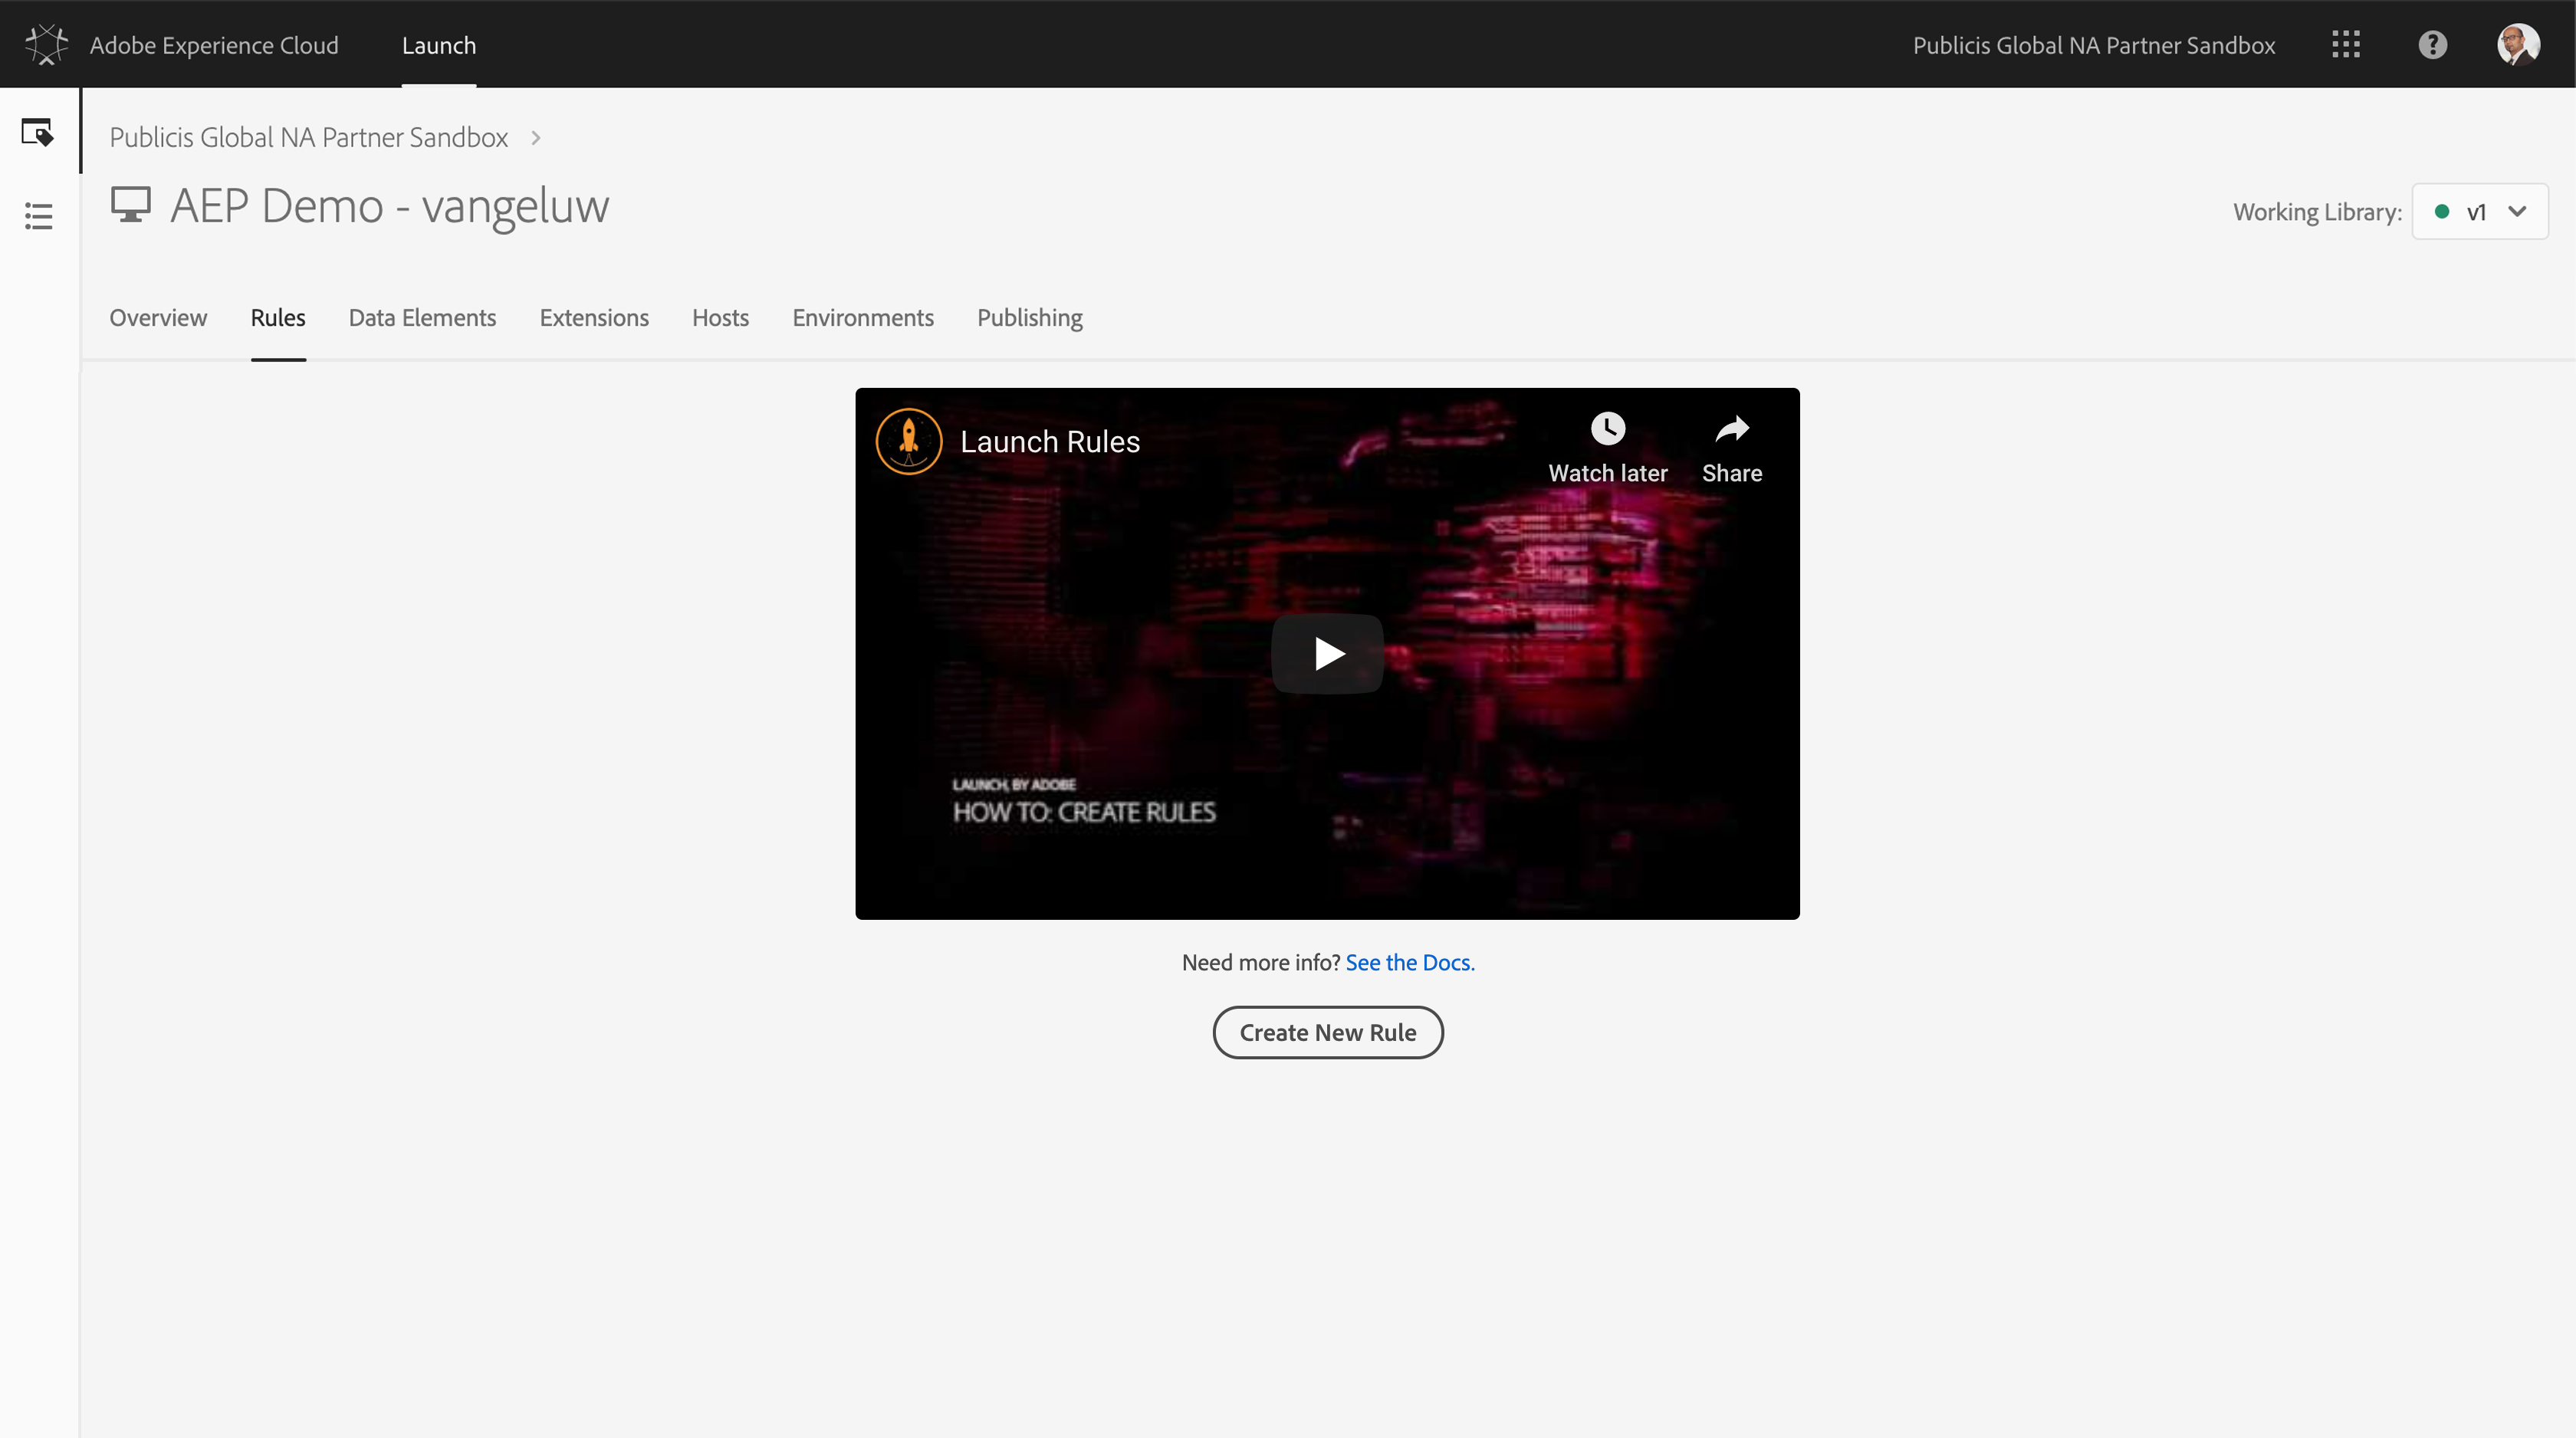 Adobe Experience Cloud Launch Publicis Global NA Partner Sandbox
Publicis Global NA Partner Sandbox
AEP Demo - vangeluw
Working Library: v1
Overview Rules Data Elements Extensions Hosts Environments Publishing
Launch Rules
Watch later Share
LAUNCH, BY ADOBE
HOW TO: CREATE RULES
Need more info? See the Docs.
Create New Rule